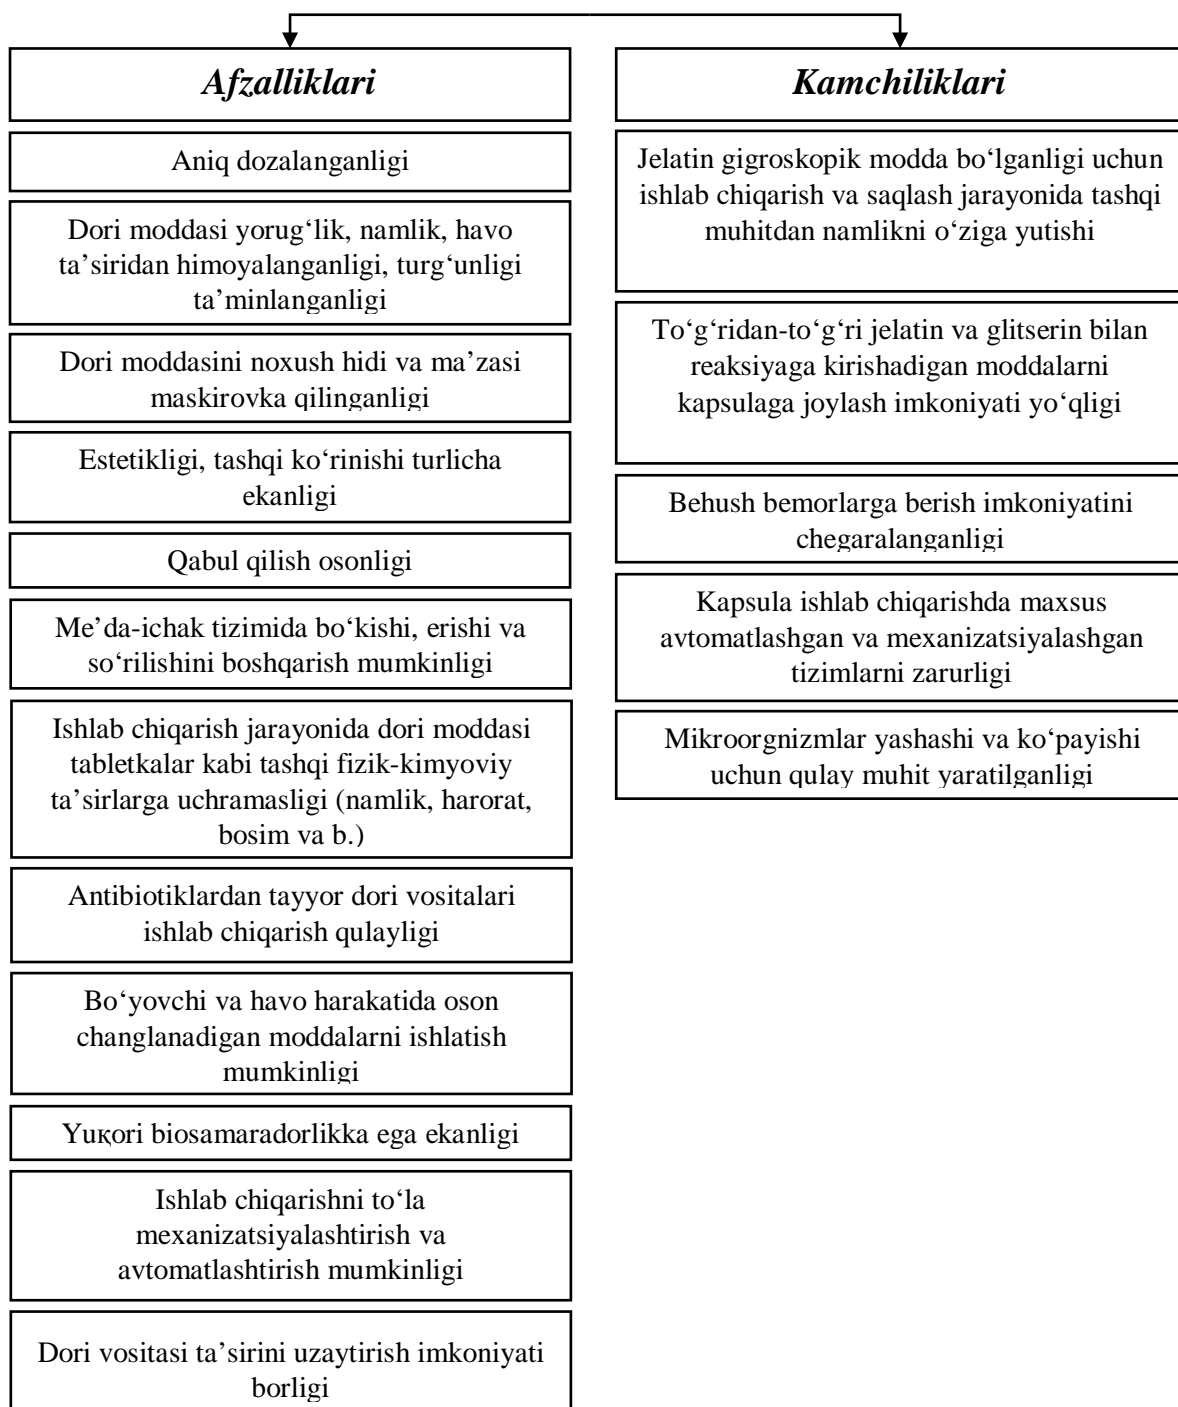 Afzalliklari
Aniq dozalanganligi
Dori moddasi yorug‘lik, namlik, havo
ta’siridan himoyalanganligi, turg‘unligi
ta’minlanganligi
Dori moddasini noxush hidi va ma’zasi
maskirovka qilinganligi
Estetikligi, tashqi ko‘rinishi turlicha
ekanligi
Qabul qilish osonligi
Me’da-ichak tizimida bo‘kishi, erishi va
so‘rilishini boshqarish mumkinligi
Ishlab chiqarish jarayonida dori moddasi
tabletkalar kabi tashqi fizik-kimyoviy
ta’sirlarga uchramasligi (namlik, harorat,
bosim va b.)
Antibiotiklardan tayyor dori vositalari
ishlab chiqarish qulayligi
Bo‘yovchi va havo harakatida oson
changlanadigan moddalarni ishlatish
mumkinligi
Yuқori biosamaradorlikka ega ekanligi
Ishlab chiqarishni to‘la
mexanizatsiyalashtirish va
avtomatlashtirish mumkinligi
Dori vositasi ta’sirini uzaytirish imkoniyati
borligi
Kamchiliklari
Jelatin gigroskopik modda bo‘lganligi uchun
ishlab chiqarish va saqlash jarayonida tashqi
muhitdan namlikni o‘ziga yutishi
To‘g‘ridan-to‘g‘ri jelatin va glitserin bilan
reaksiyaga kirishadigan moddalarni
kapsulaga joylash imkoniyati yo‘qligi
Behush bemorlarga berish imkoniyatini
chegaralanganligi
Kapsula ishlab chiqarishda maxsus
avtomatlashgan va mexanizatsiyalashgan
tizimlarni zarurligi
Mikroorgnizmlar yashashi va ko‘payishi
uchun qulay muhit yaratilganligi